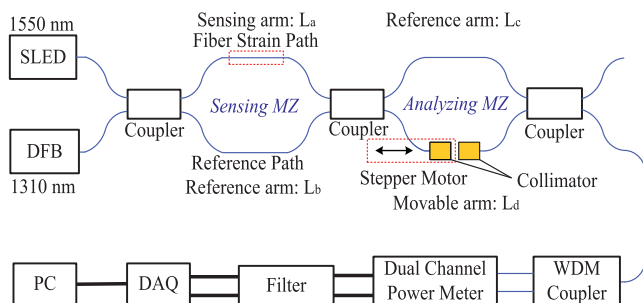 1550 nm
SLED
DFB
1310 nm
Coupler
Sensing arm: La
Fiber Strain Path
Sensing MZ
Reference Path
Reference arm: Lb
Coupler
Reference arm: Lc
Analyzing MZ
Stepper Motor
Collimator
Movable arm: Ld
Coupler
PC
DAQ
Filter
Dual Channel
Power Meter
WDM
Coupler